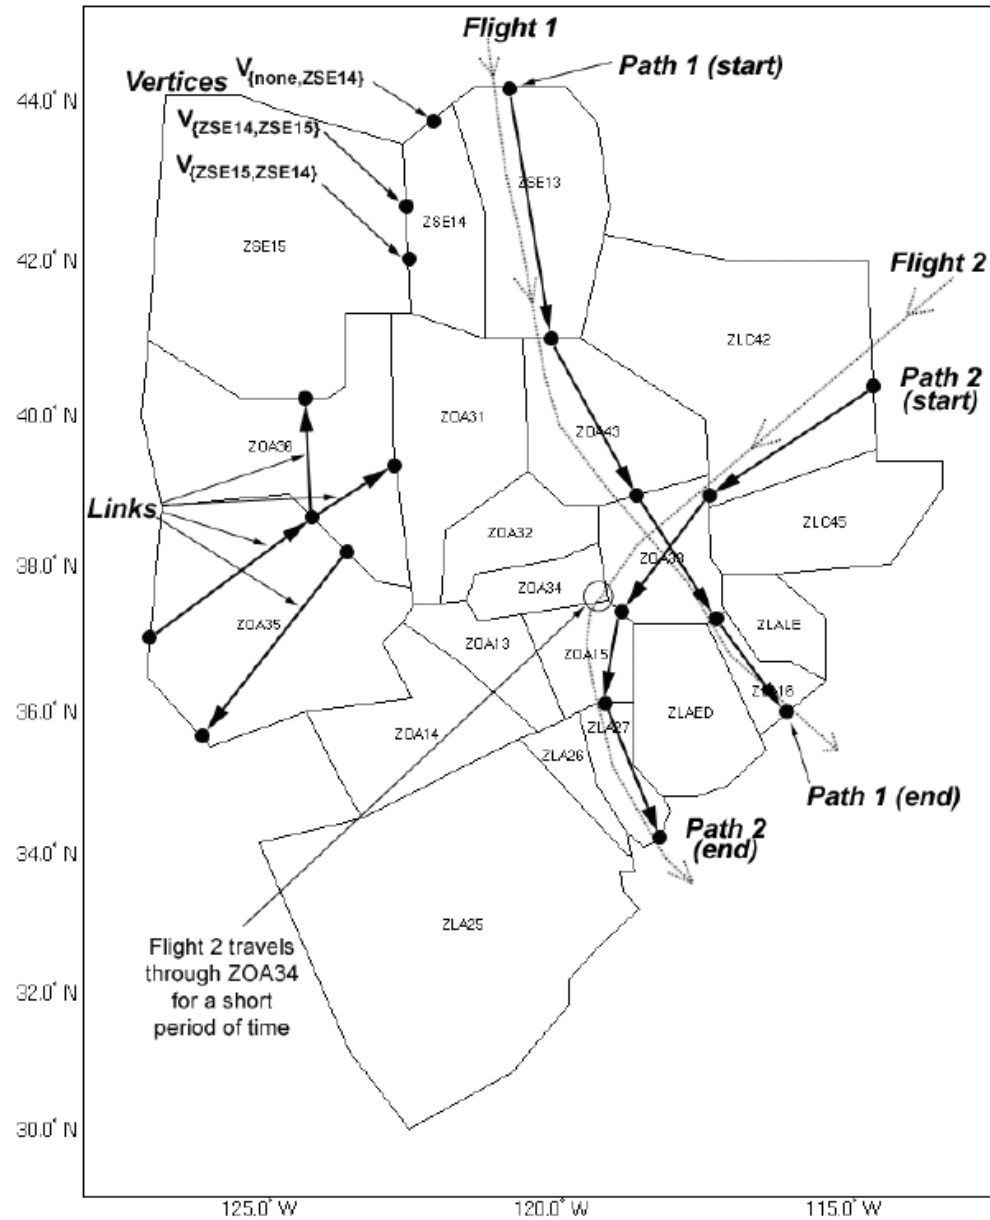 Flight 1
Path 1 (start)
Vertices V{none,ZSE14}
V{ZSE14,ZSE15}
V{ZSE15,ZSE14}
44.0° N
42.0° N
40.0° N
38.0° N
36.0° N
34.0° N
32.0° N
30.0° N
ZSE13
ZSE14
ZSE15
Flight 2
ZLC42
Path 2
(start)
ZOA31
ZOA43
ZOA36
Links
ZOA32
ZLC45
ZOA33
ZOA34
ZOA35
ZOA13
ZOA15
ZLALE
ZLA16
ZLAED
ZOA14
ZLA27
ZLA26
Path 1 (end)
Path 2
(end)
ZLA25
Flight 2 travels
through ZOA34
for a short
period of time
125.0° W
120.0° W
115.0° W